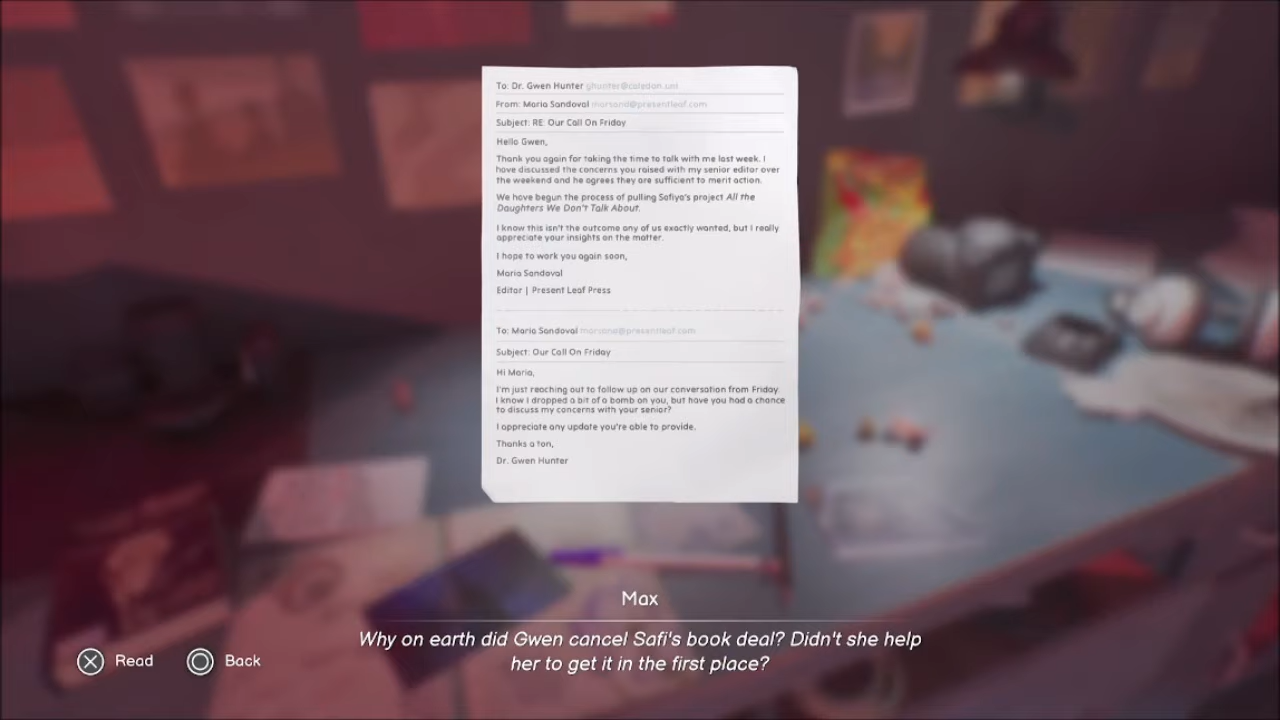 To: Dr. Gwen Hunter ghunter@caledon.uni
From: Maria Sandoval marsand@presentleaf.com
Subject: RE: Our Call On Friday
Hello Gwen,
Thank you again for taking the time to talk with me last week. I
have discussed the concerns you raised with my senior editor over
the weekend and he agrees they are sufficient to merit action.
We have begun the process of pulling Safiya's project All the
Daughters We Don't Talk About.
I know this isn't the outcome any of us exactly wanted, but I really
appreciate your insights on the matter.
I hope to work you again soon,
Maria Sandoval
Editor | Present Leaf Press
To: Maria Sandoval marsand@presentleaf.com
Subject: Our Call On Friday
Hi Maria,
I'm just reaching out to follow up on our conversation from Friday.
I know I dropped a bit of a bomb on you, but have you had a chance
to discuss my concerns with your senior?
I appreciate any update you're able to provide.
Thanks a ton,
Dr. Gwen Hunter
Max
Why on earth did Gwen cancel Safi's book deal? Didn't she help
her to get it in the first place?
Read
Back